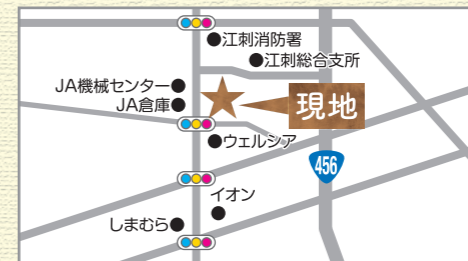 江刺消防署
江刺総合支所
JA機械センター
JA倉庫
現地
ウェルシア
456
イオン
しまむら